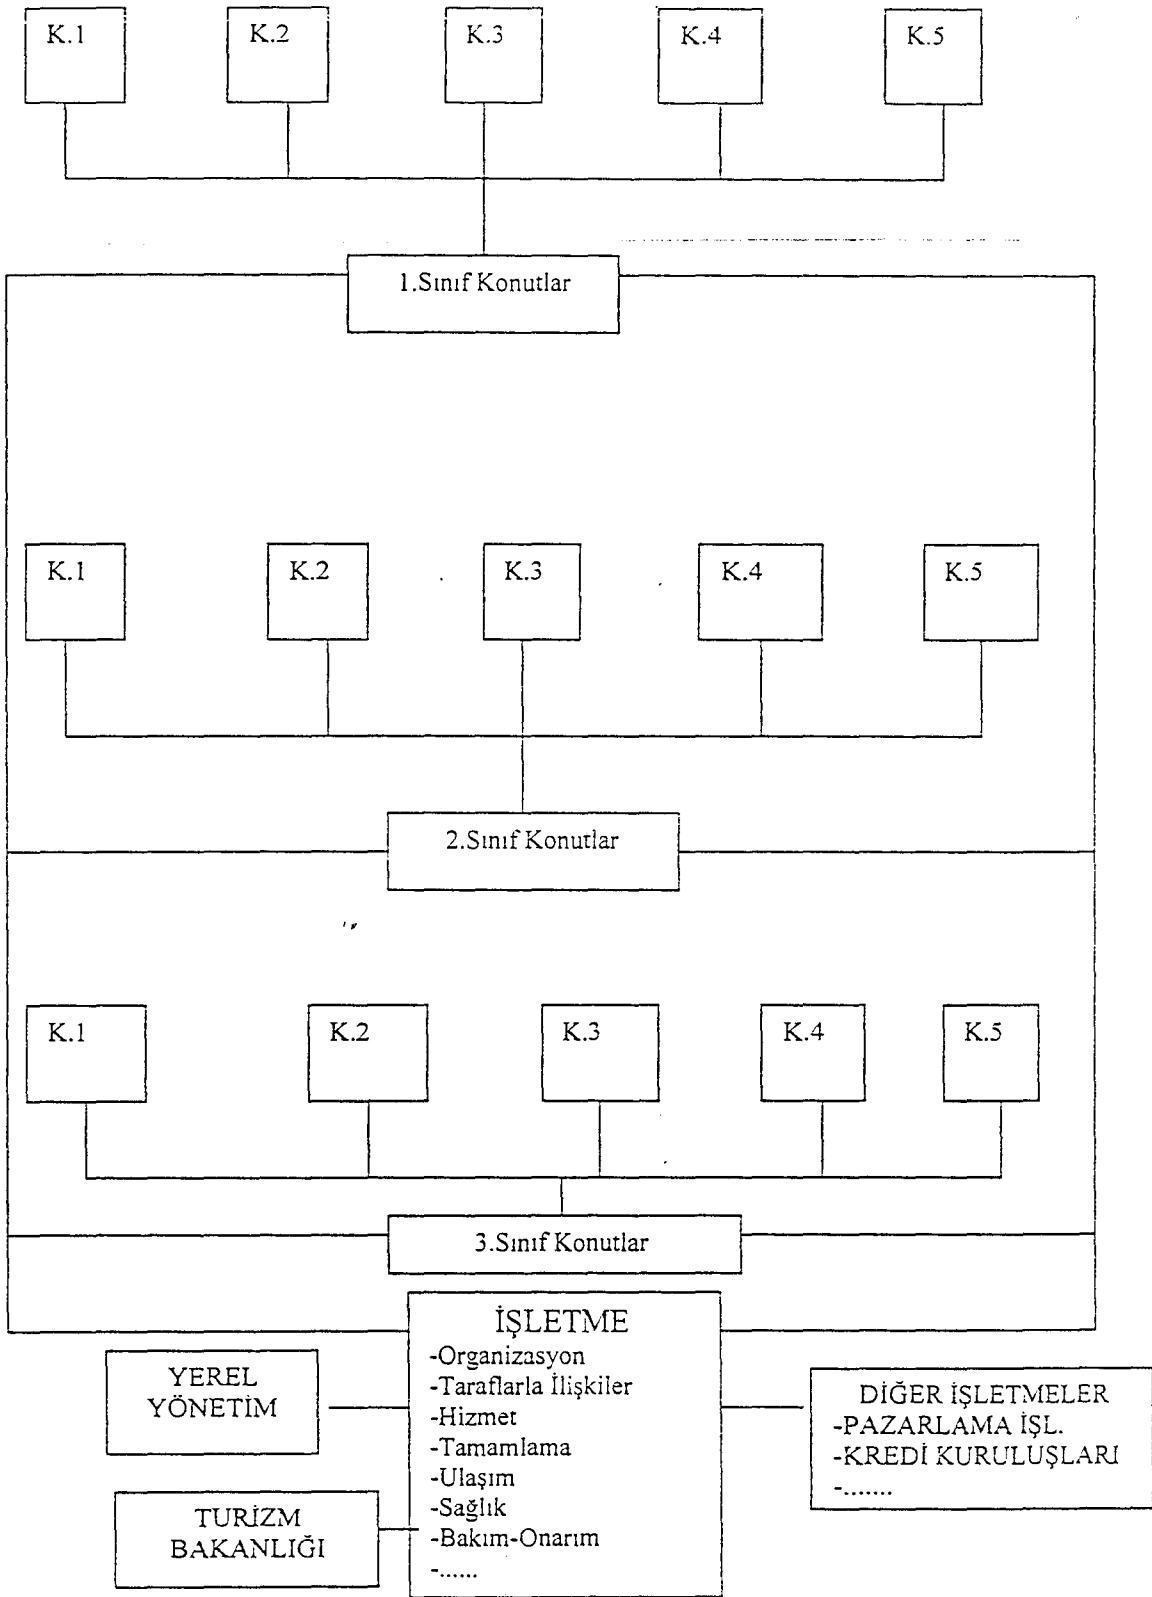 K.1
K.2
K.3
K.4
K.5
1.Sınıf Konutlar
K.1
K.2
K.3
K.4
K.5
2.Sınıf Konutlar
K.1
K.2
K.3
K.4
K.5
3.Sınıf Konutlar
İŞLETME
-Organizasyon
-Taraflarla İlişkiler
-Hizmet
-Tamamlama
-Ulaşım
-Sağlık
-Bakım-Onarım
-......
YEREL
YÖNETİM
TURİZM
BAKANLIĞI
DİĞER İŞLETMELER
-PAZARLAMA İŞL.
-KREDİ KURULUŞLARI
-.......